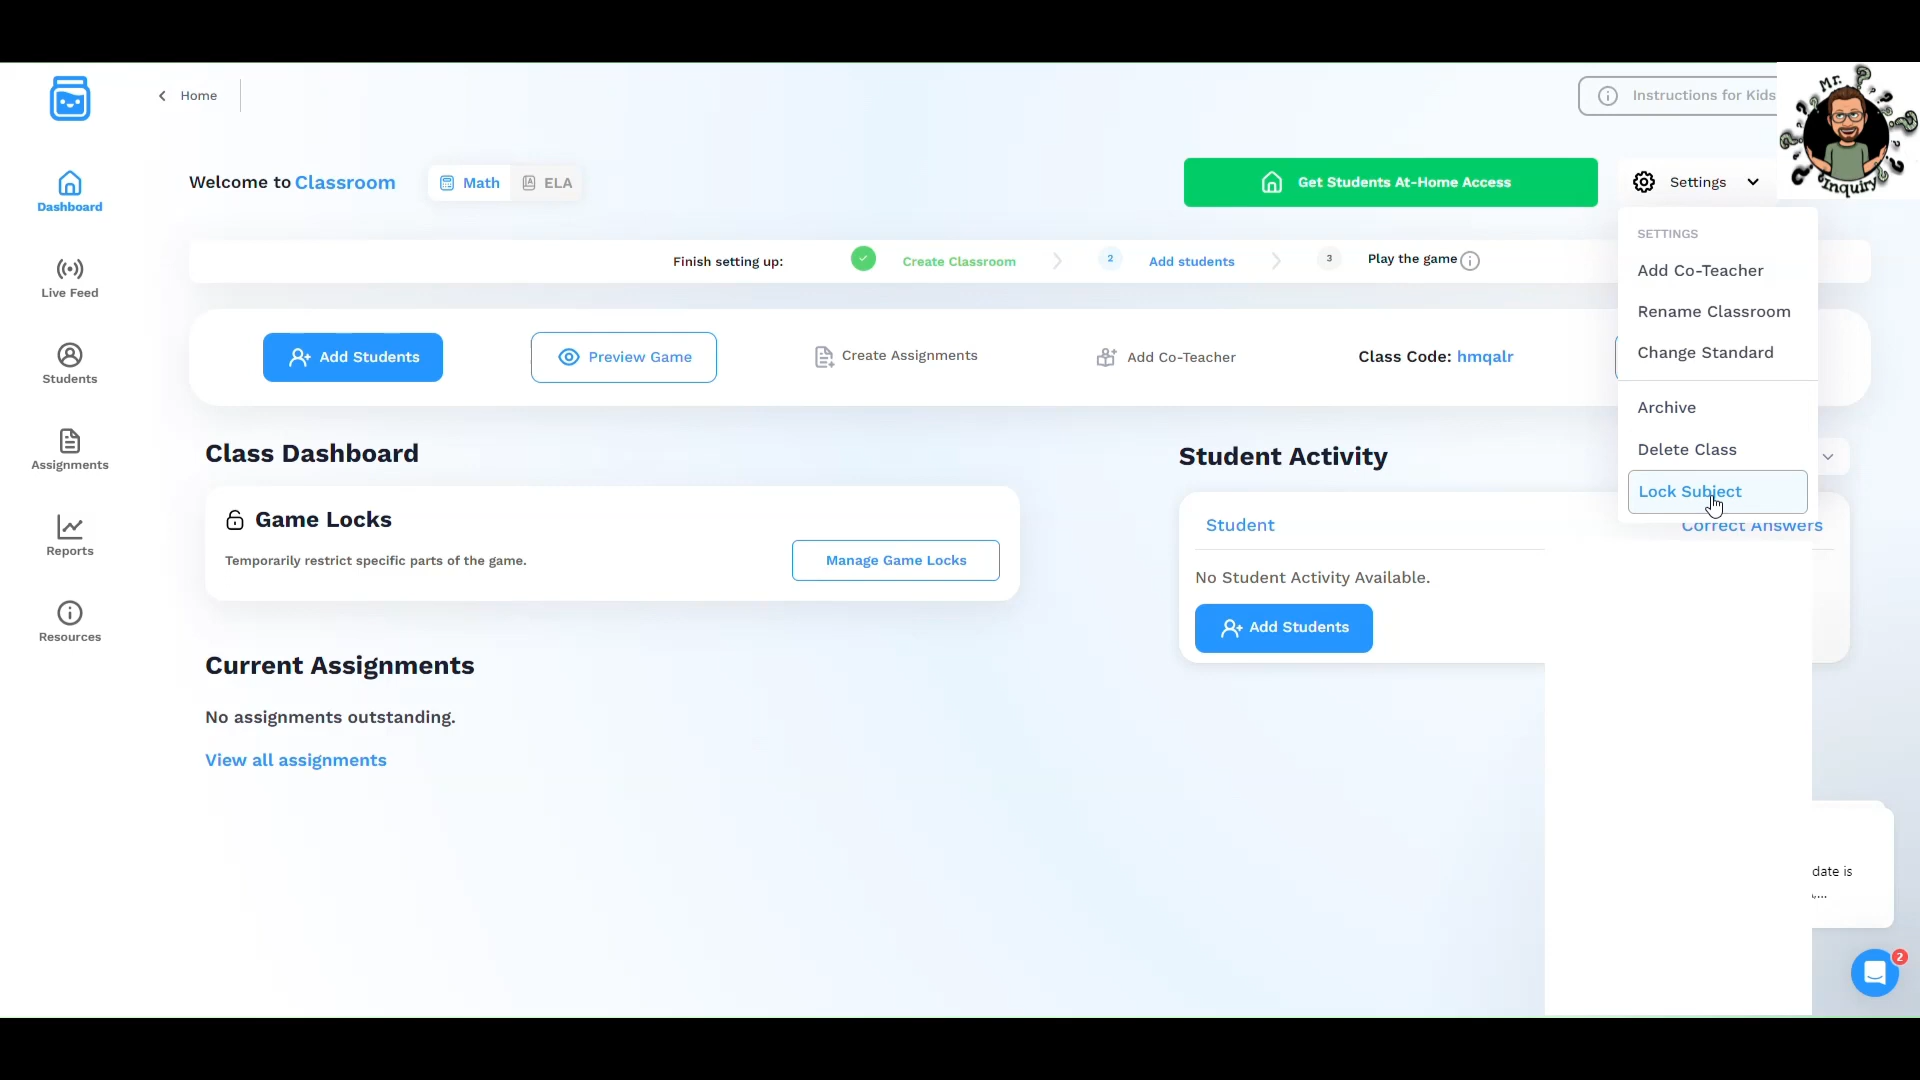 Home
Instructions for Kids
Mr.
Inquiry
Dashboard
Live Feed
Students
Assignments
Reports
Resources
Welcome to Classroom
Math
ELA
Get Students At-Home Access
Settings
Finish setting up:
Create Classroom
2
Add students
3
Play the game
SETTINGS
Add Co-Teacher
Rename Classroom
Change Standard
Archive
Delete Class
Lock Subject
Add Students
Preview Game
Create Assignments
Add Co-Teacher
Class Code: hmqalr
Class Dashboard
Game Locks
Temporarily restrict specific parts of the game.
Manage Game Locks
Current Assignments
No assignments outstanding.
View all assignments
Student Activity
Student
Correct Answers
No Student Activity Available.
Add Students
date is
,...
2